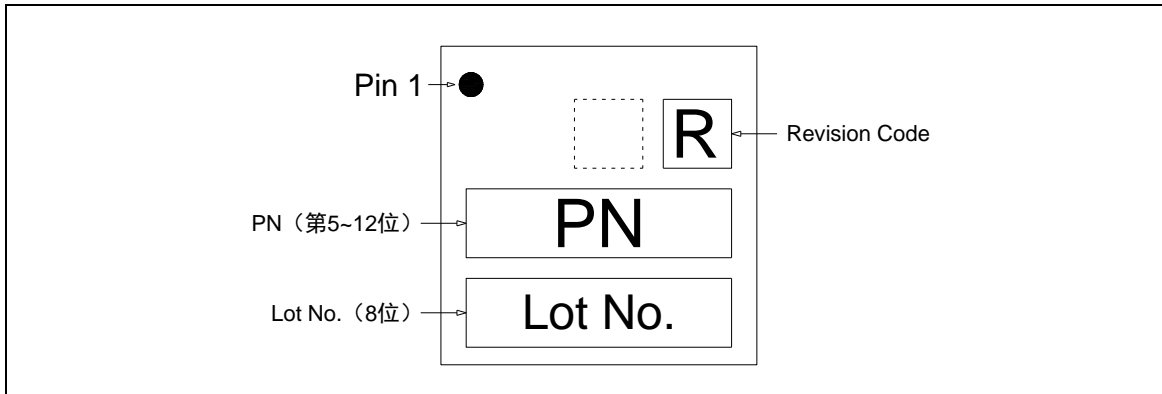 Pin 1
R
Revision Code
PN（第5~12位）
PN
Lot No.（8位）
Lot No.